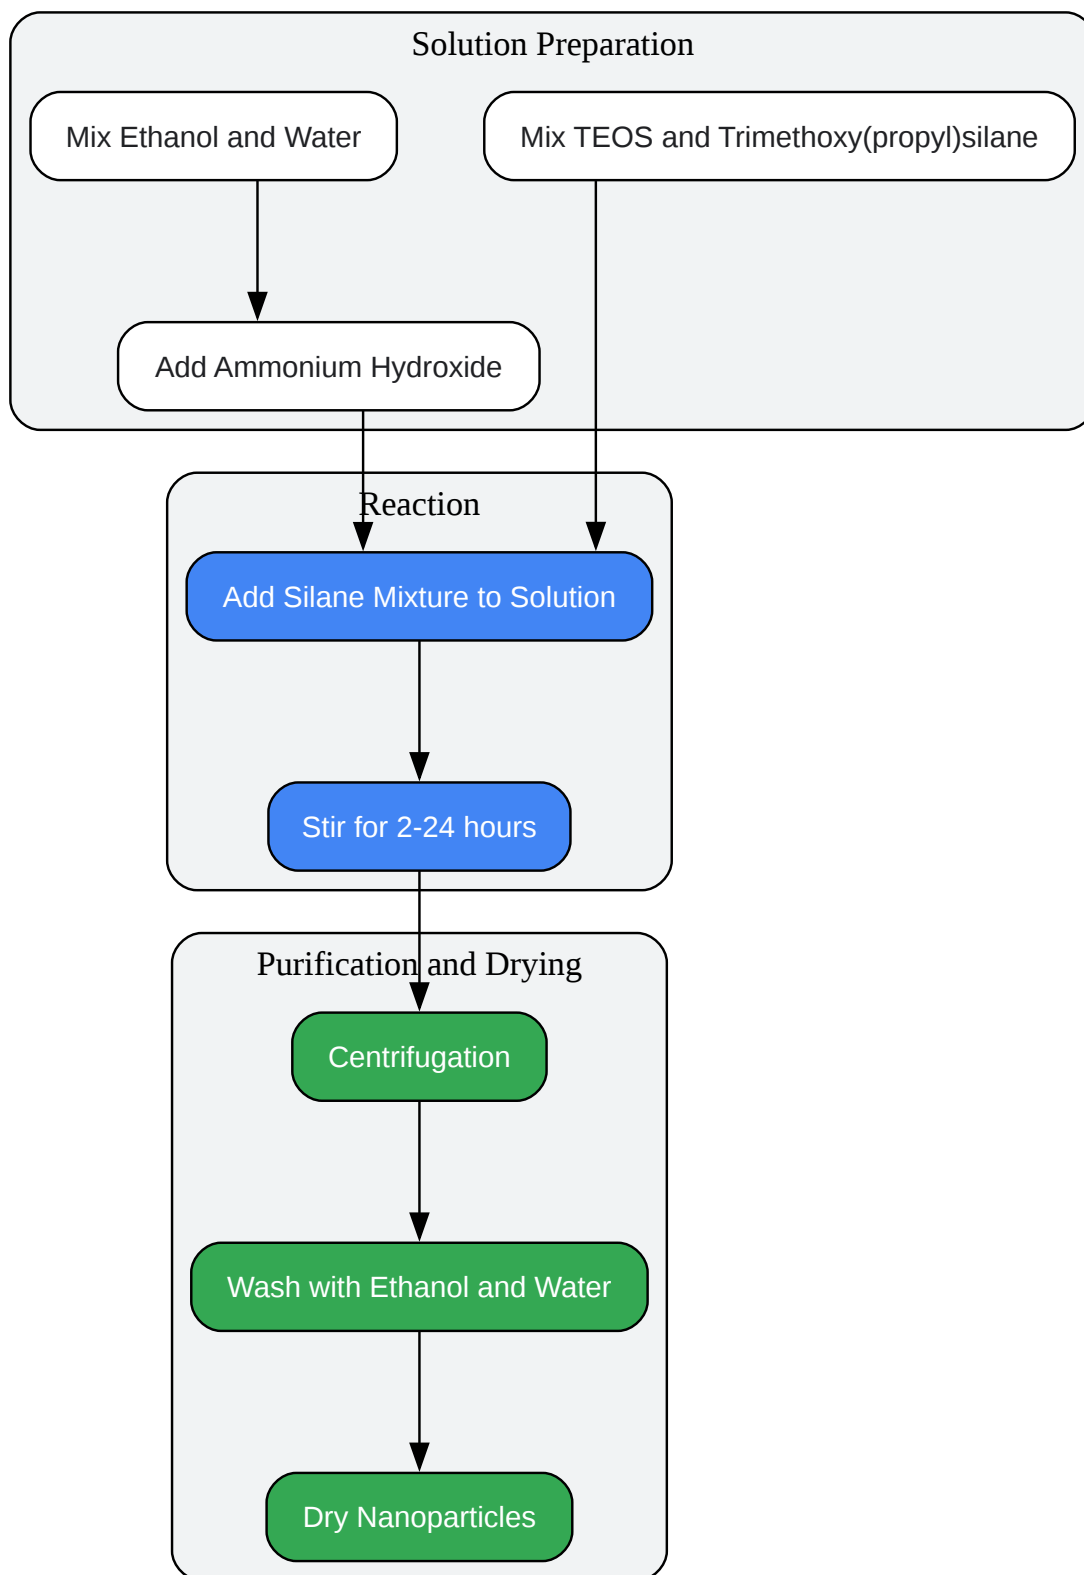 Solution Preparation
Mix Ethanol and Water
Mix TEOS and Trimethoxy(propyl)silane
Add Ammonium Hydroxide
Reaction
Add Silane Mixture to Solution
Stir for 2-24 hours
Purification and Drying
Centrifugation
Wash with Ethanol and Water
Dry Nanoparticles